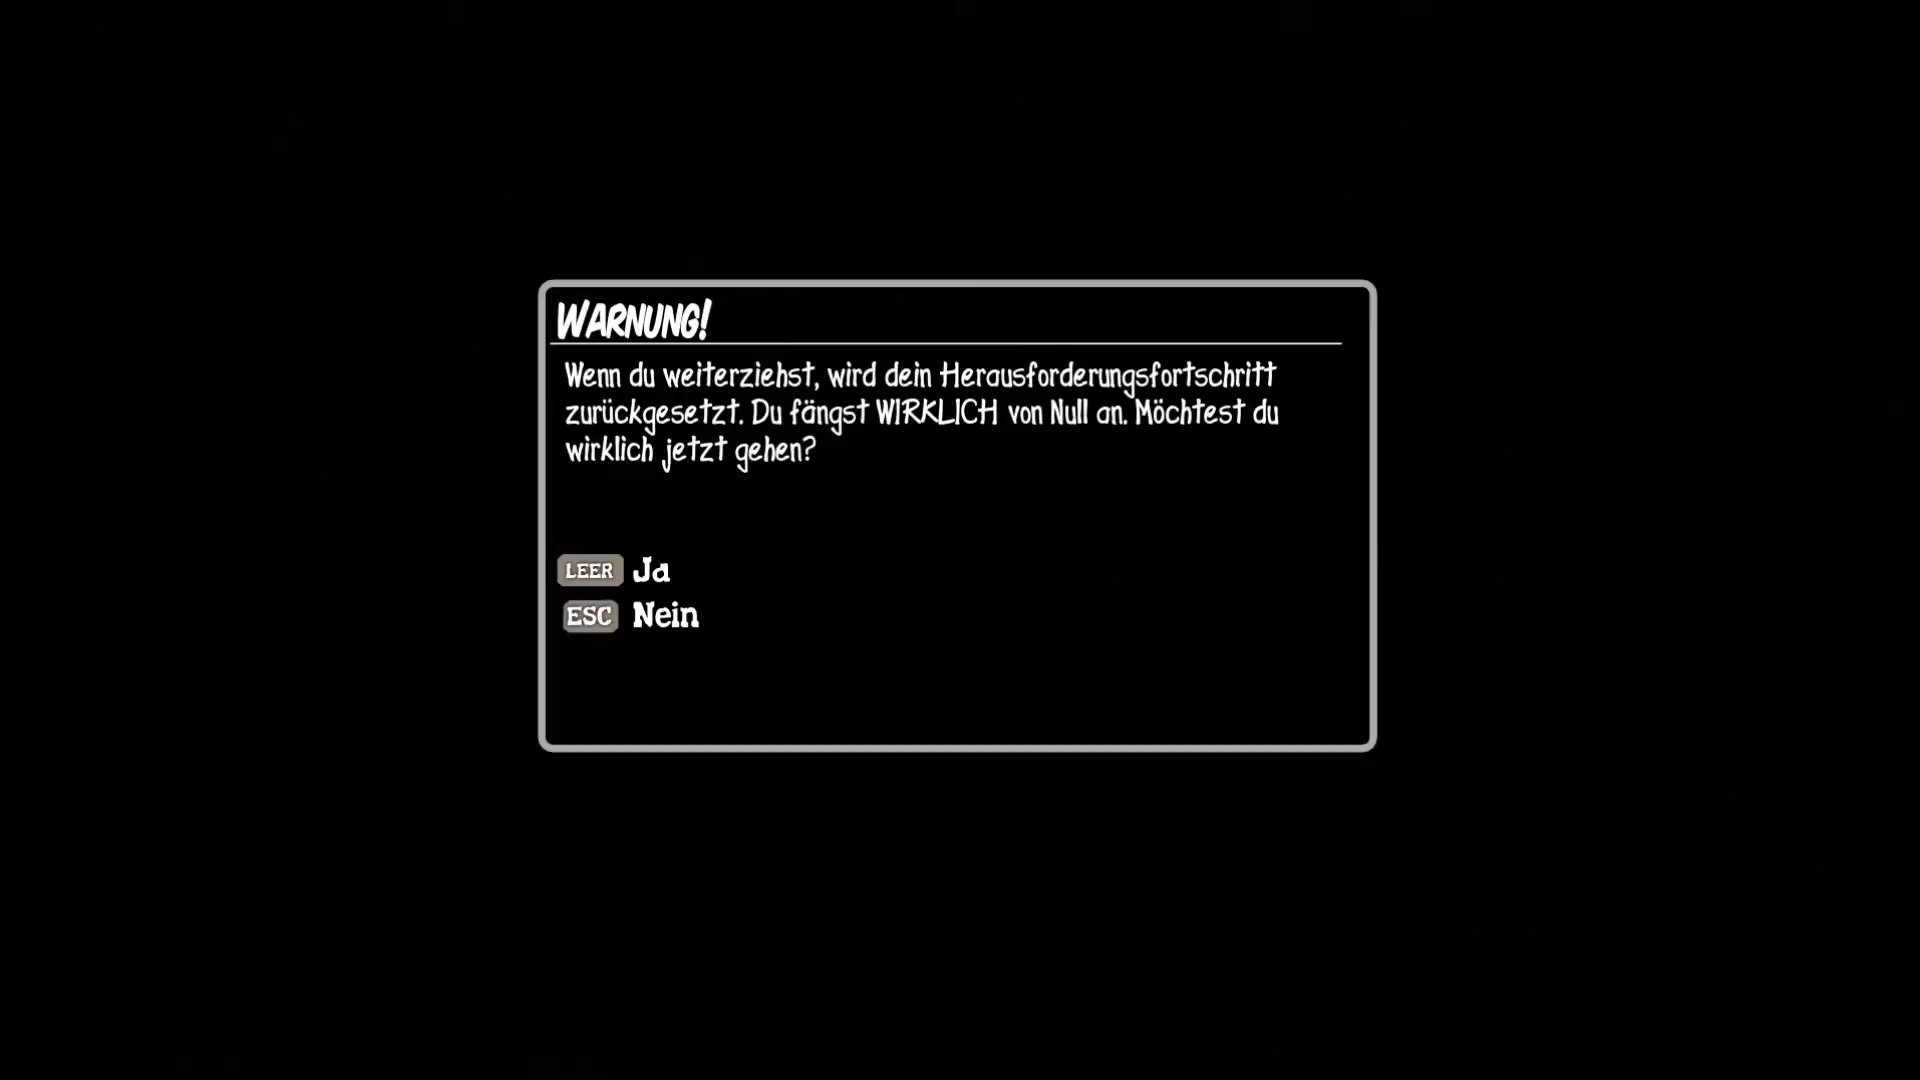 WARNUNG!
Wenn du weiterziehst, wird dein Herausforderungsfortschritt
zurückgesetzt. Du fängst WIRKLICH von Null an. Möchtest du
wirklich jetzt gehen?
LEER Ja
ESC Nein